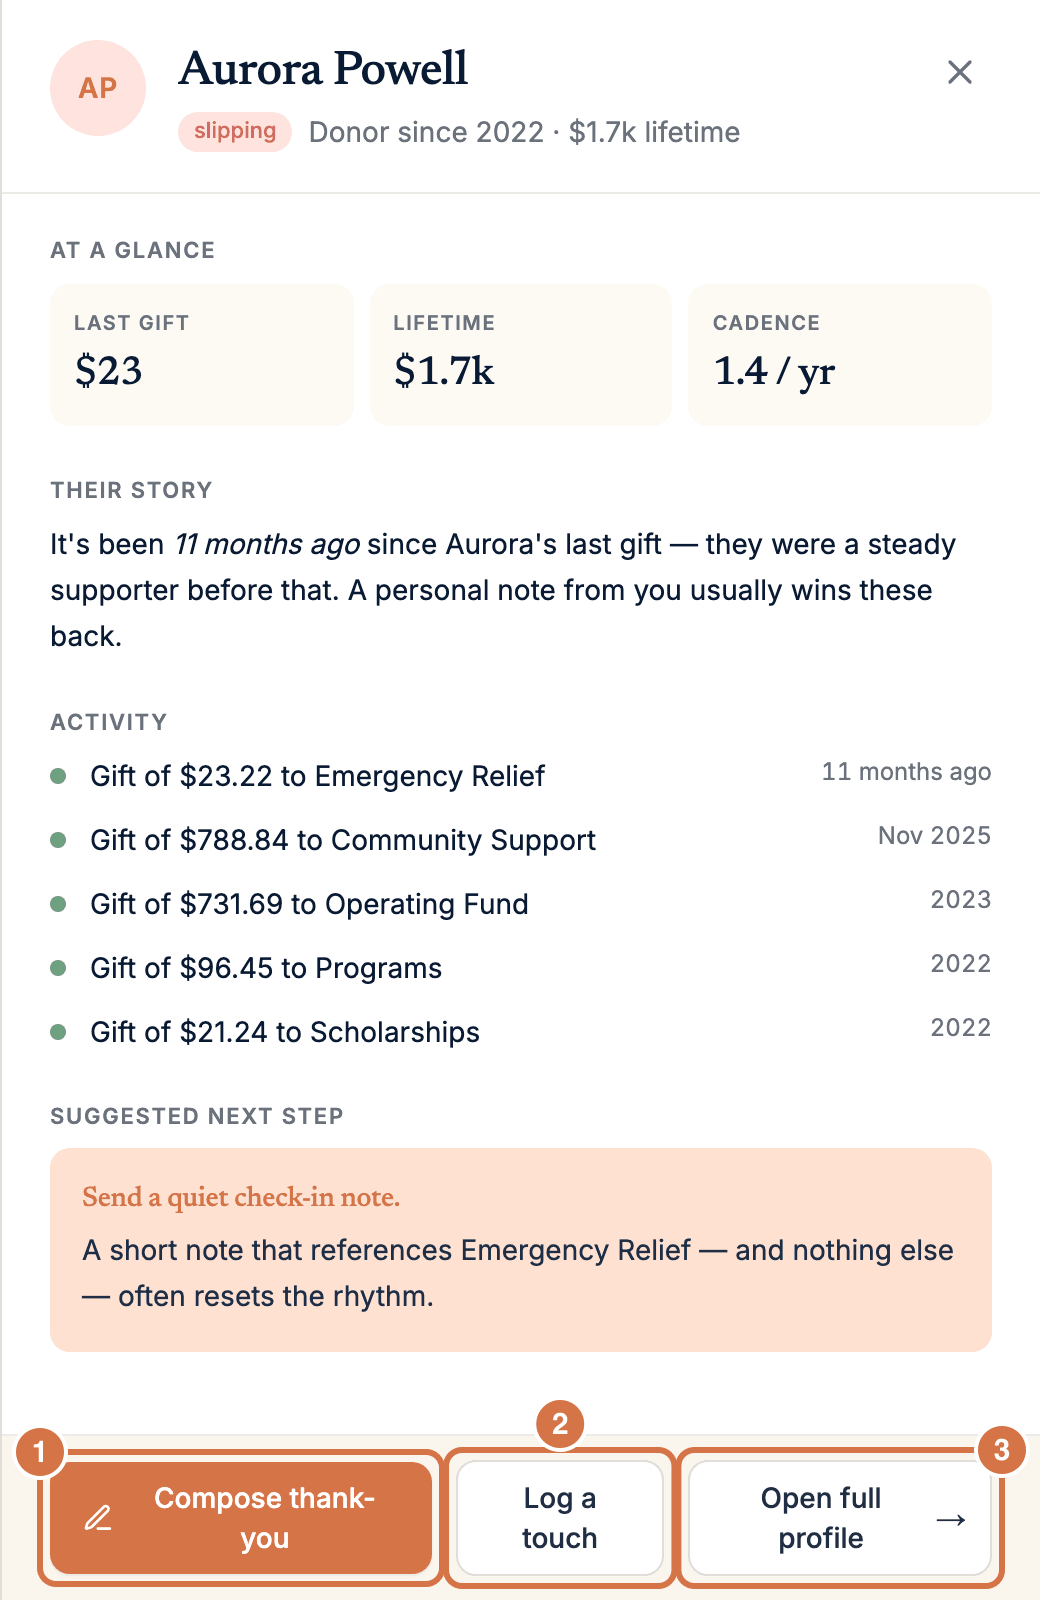 AP
Aurora Powell
slipping
Donor since 2022 · $1.7k lifetime
AT A GLANCE
LAST GIFT
$23
LIFETIME
$1.7k
CADENCE
1.4 / yr
THEIR STORY
It's been 11 months ago since Aurora's last gift — they were a steady
supporter before that. A personal note from you usually wins these
back.
ACTIVITY
Gift of $23.22 to Emergency Relief
11 months ago
Gift of $788.84 to Community Support
Nov 2025
Gift of $731.69 to Operating Fund
2023
Gift of $96.45 to Programs
2022
Gift of $21.24 to Scholarships
2022
SUGGESTED NEXT STEP
Send a quiet check-in note.
A short note that references Emergency Relief — and nothing else
— often resets the rhythm.
1
Compose thank-
you
2
Log a
touch
3
Open full
profile →